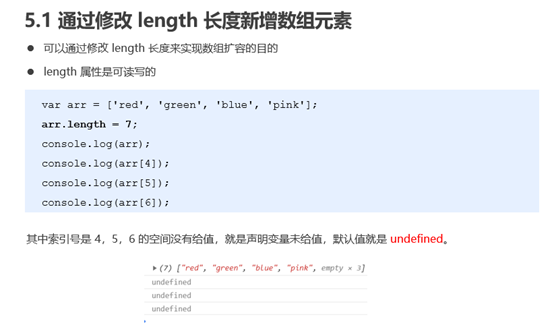 5.1 通过修改 length 长度新增数组元素
● 可以通过修改 length 长度来实现数组扩容的目的
● length 属性是可读写的
var arr = ['red', 'green', 'blue', 'pink'];
arr.length = 7;
console.log(arr);
console.log(arr[4]);
console.log(arr[5]);
console.log(arr[6]);
其中索引号是 4，5，6 的空间没有给值，就是声明变量未给值，默认值就是 undefined。
▸(7) ["red", "green", "blue", "pink", empty × 3]
undefined
undefined
undefined